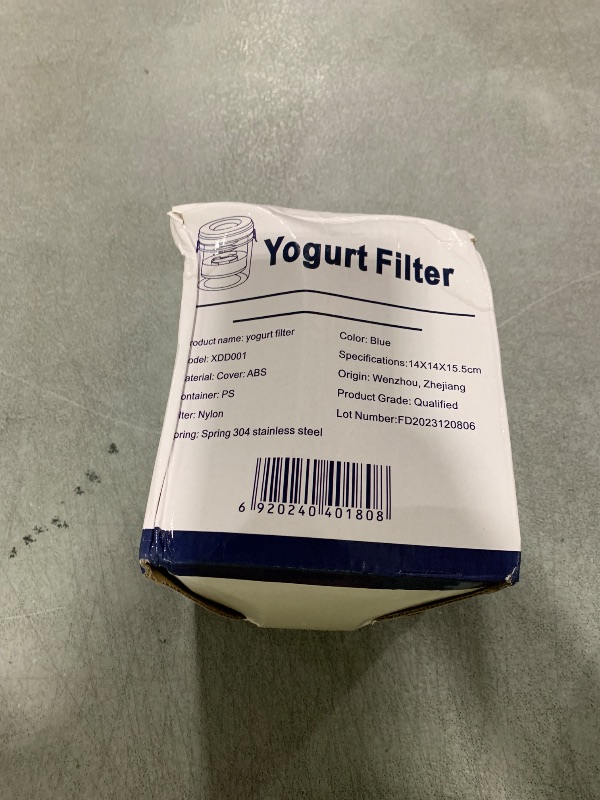 Yogurt Filter
roduct name: yogurt filter
odel: XDD001
aterial: Cover: ABS
ontainer: PS
lter: Nylon
pring: Spring 304 stainless steel
Color: Blue
Specifications:14X14X15.5cm
Origin: Wenzhou, Zhejiang
Product Grade: Qualified
Lot Number:FD2023120806
6 920240 401808